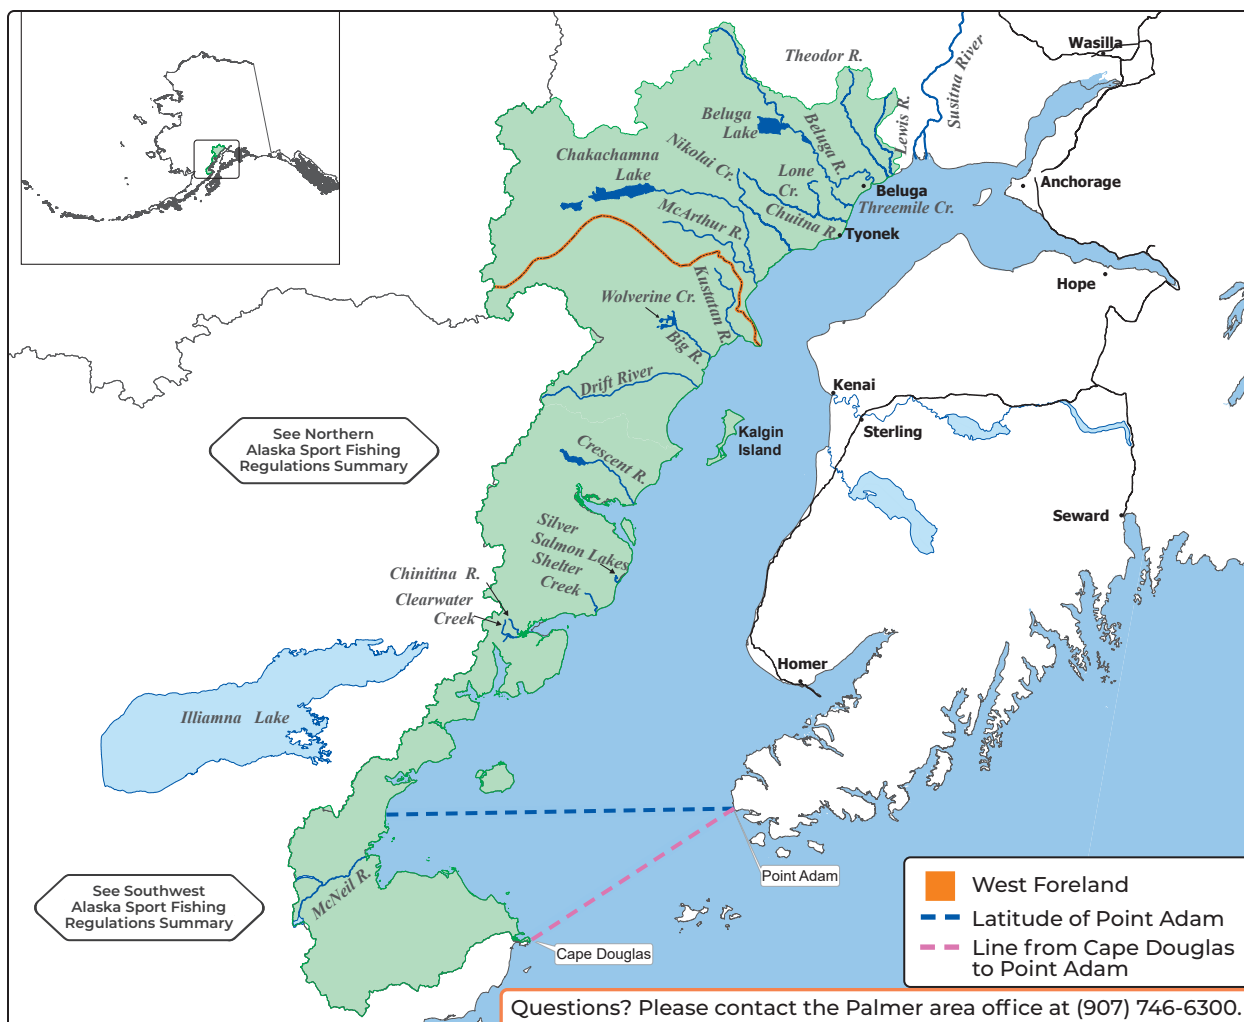 Wasilla
Theodor R.
Susitna River
Lewis R.
Beluga
Lake
Beluga R.
Nikolai Cr.
Chakachamna
Lake
Lone
Cr.
Anchorage
Beluga
Threemile Cr.
McArthur R.
Chuitna R.
Tyonek
Hope
Kustatan R.
Wolverine Cr.
Big R.
Drift River
Kenai
Sterling
Kalgin
Island
See Northern
Alaska Sport Fishing
Regulations Summary
Crescent R.
Seward
Silver
Salmon Lakes
Shelter
Creek
Chinitina R.
Clearwater
Creek
Homer
Illiamna Lake
Point Adam
McNeil R.
See Southwest
Alaska Sport Fishing
Regulations Summary
Cape Douglas
West Foreland
Latitude of Point Adam
Line from Cape Douglas
to Point Adam
Questions? Please contact the Palmer area office at (907) 746-6300.